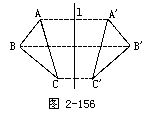 A l A′
B B′
C C′
图 2-156